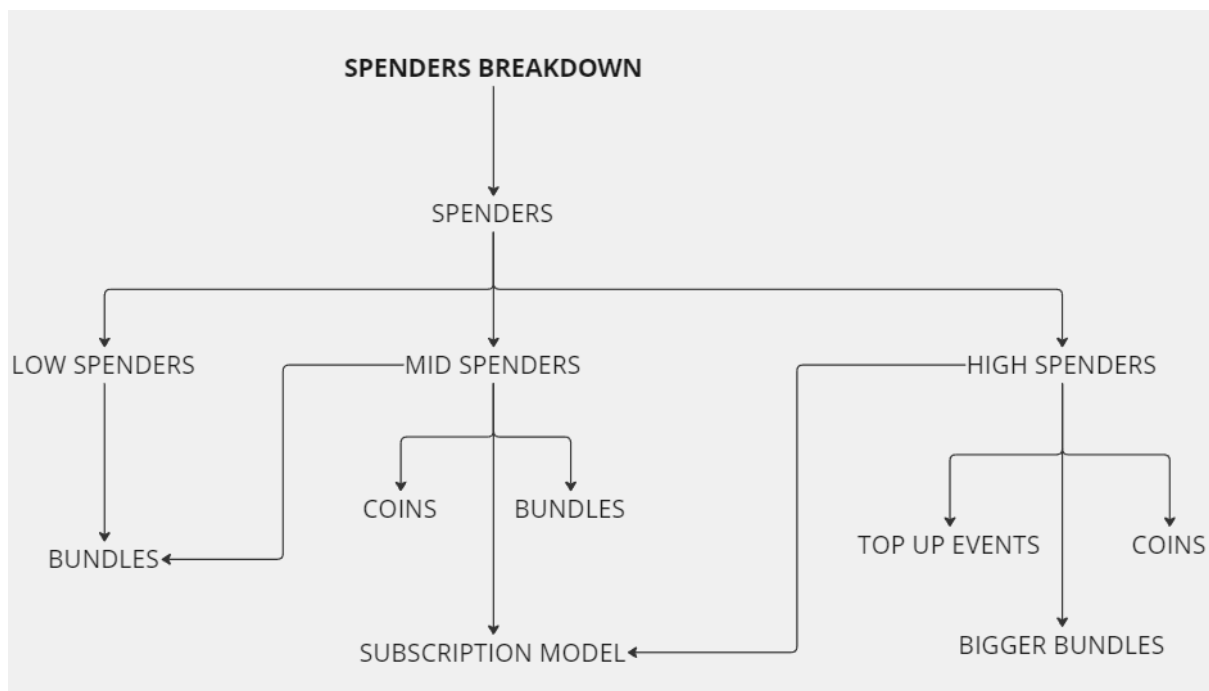 SPENDERS BREAKDOWN
SPENDERS
LOW SPENDERS
MID SPENDERS
HIGH SPENDERS
COINS
BUNDLES
TOP UP EVENTS
COINS
BUNDLES
SUBSCRIPTION MODEL
BIGGER BUNDLES